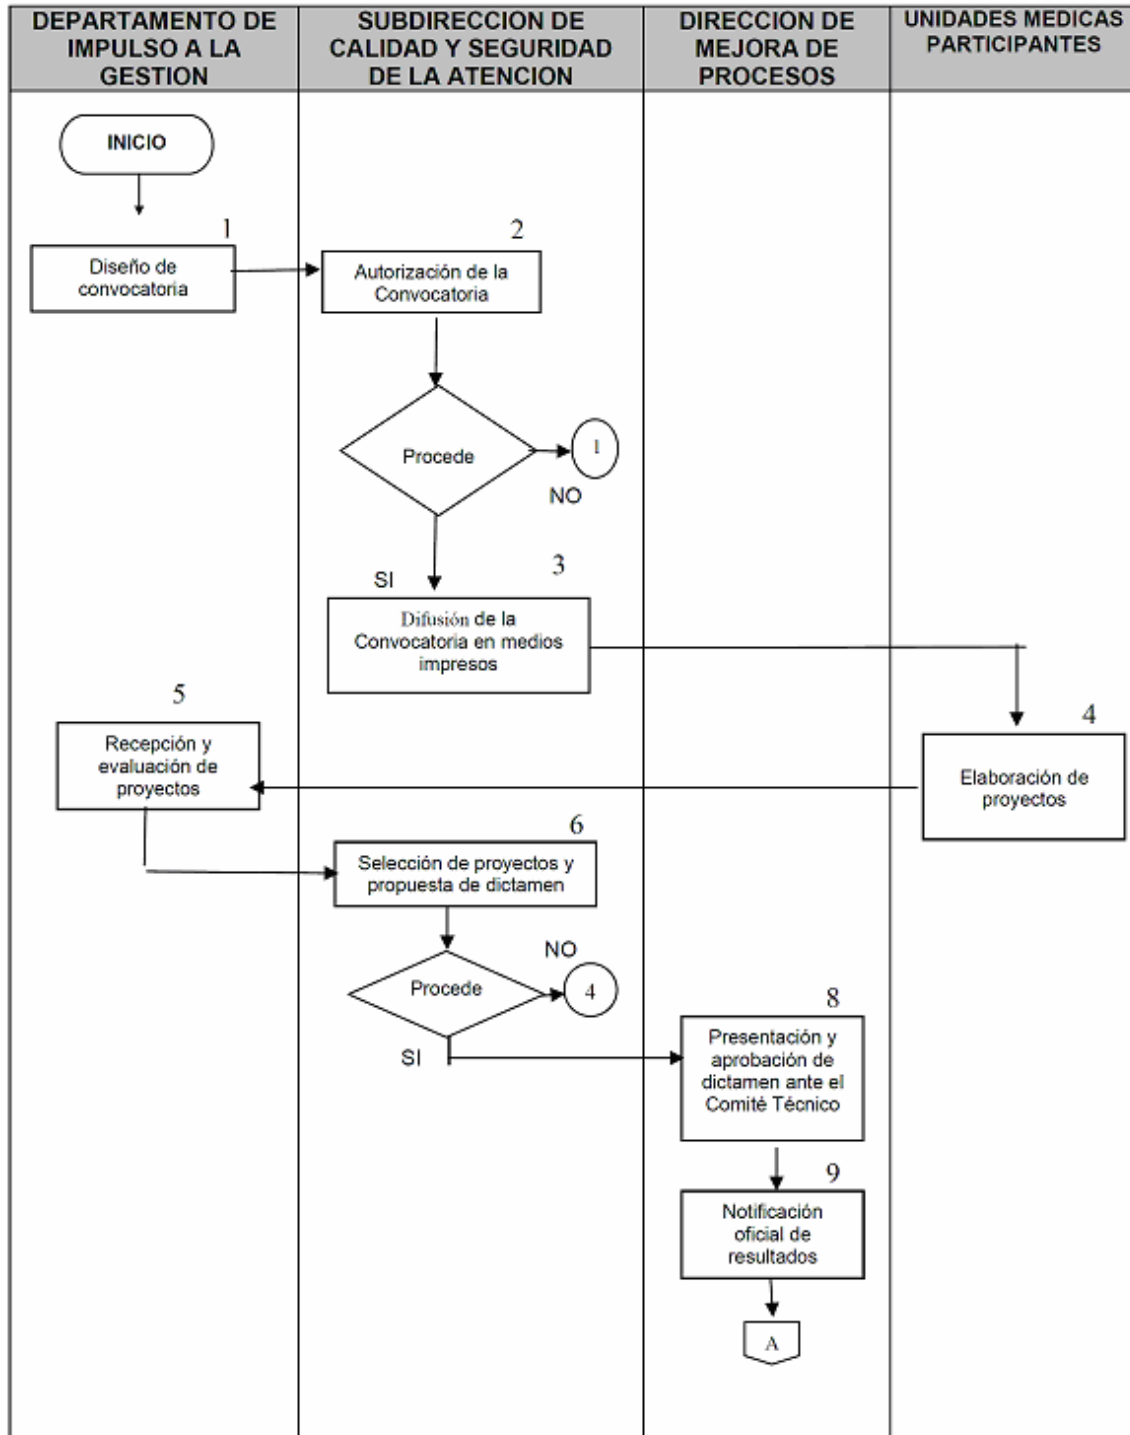 DEPARTAMENTO DE
IMPULSO A LA
GESTION
SUBDIRECCION DE
CALIDAD Y SEGURIDAD
DE LA ATENCION
DIRECCION DE
MEJORA DE
PROCESOS
UNIDADES MEDICAS
PARTICIPANTES
INICIO
1
Diseño de
convocatoria
2
Autorización de la
Convocatoria
Procede
1
NO
SI
3
Difusión de la
Convocatoria en medios
impresos
4
Elaboración de
proyectos
5
Recepción y
evaluación de
proyectos
6
Selección de proyectos y
propuesta de dictamen
Procede
NO
4
SI
8
Presentación y
aprobación de
dictamen ante el
Comité Técnico
9
Notificación
oficial de
resultados
A